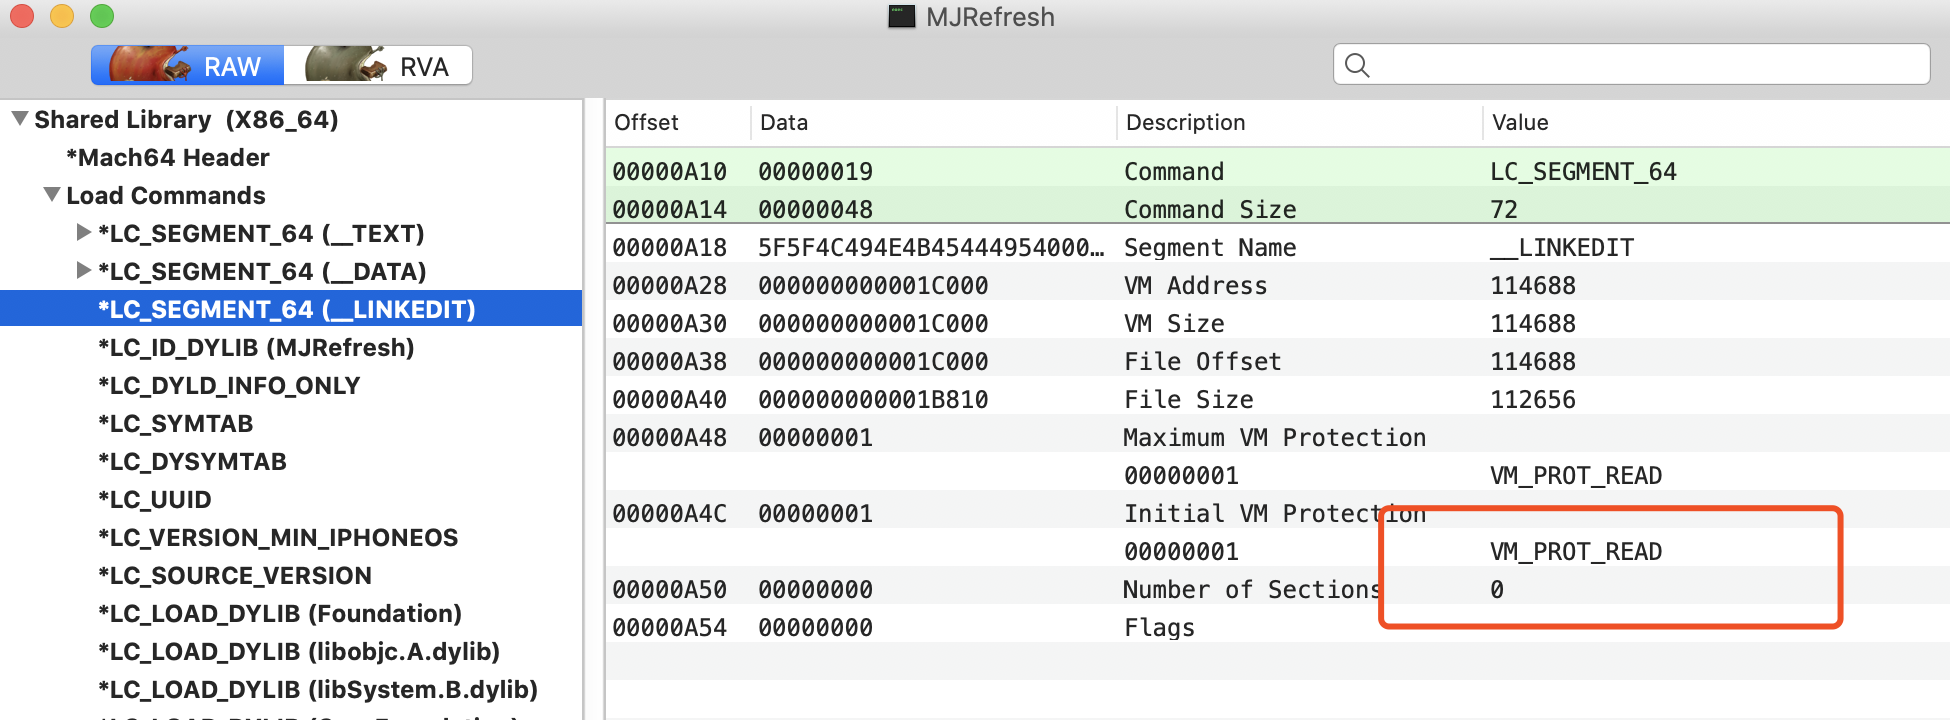 MJRefresh
RAW RVA
Shared Library (X86_64)
*Mach64 Header
Load Commands
*LC_SEGMENT_64 (__TEXT)
*LC_SEGMENT_64 (__DATA)
*LC_SEGMENT_64 (__LINKEDIT)
*LC_ID_DYLIB (MJRefresh)
*LC_DYLD_INFO_ONLY
*LC_SYMTAB
*LC_DYSYMTAB
*LC_UUID
*LC_VERSION_MIN_IPHONEOS
*LC_SOURCE_VERSION
*LC_LOAD_DYLIB (Foundation)
*LC_LOAD_DYLIB (libobjc.A.dylib)
*LC_LOAD_DYLIB (libSystem.B.dylib)
Offset Data Description Value
00000A10 00000019 Command LC_SEGMENT_64
00000A14 00000048 Command Size 72
00000A18 5F5F4C494E4B45444954000… Segment Name __LINKEDIT
00000A28 000000000001C000 VM Address 114688
00000A30 000000000001C000 VM Size 114688
00000A38 000000000001C000 File Offset 114688
00000A40 000000000001B810 File Size 112656
00000A48 00000001 Maximum VM Protection
00000001 VM_PROT_READ
00000A4C 00000001 Initial VM Protection
00000001 VM_PROT_READ
00000A50 00000000 Number of Sections 0
00000A54 00000000 Flags